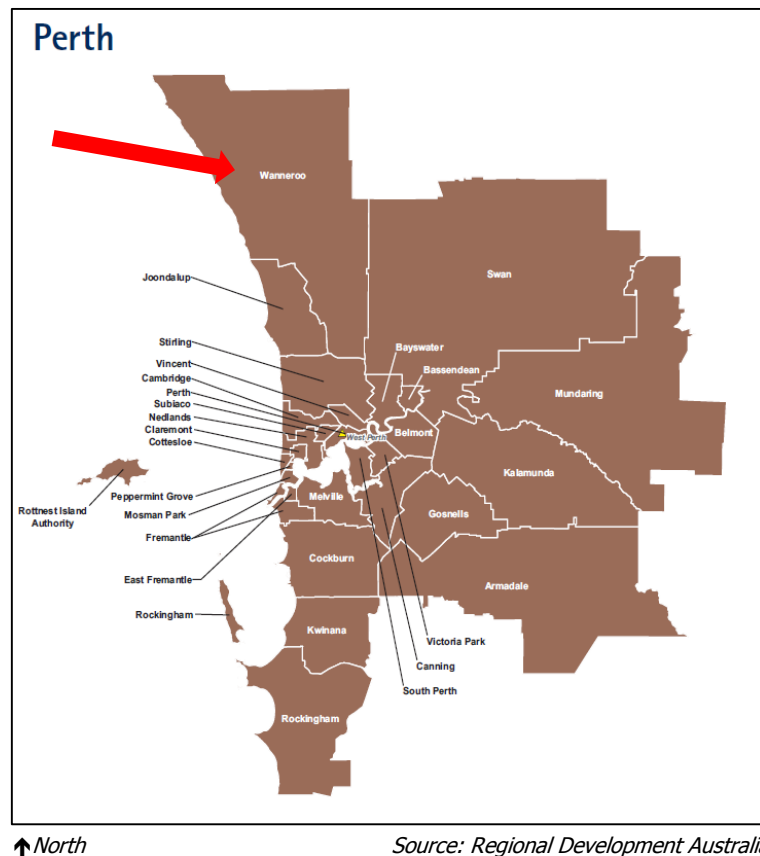 Perth
Wanneroo
Joondalup
Swan
Stirling
Bayswater
Vincent
Bassendean
Cambridge
Perth
Mundaring
Subiaco
Nedlands
Belmont
West Perth
Claremont
Cottesloe
Kalamunda
Peppermint Grove
Melville
Rottnest Island
Authority
Mosman Park
Gosnells
Fremantle
Cockburn
East Fremantle
Armadale
Rockingham
Kwinana
Victoria Park
Canning
South Perth
Rockingham
North
Source: Regional Development Australia